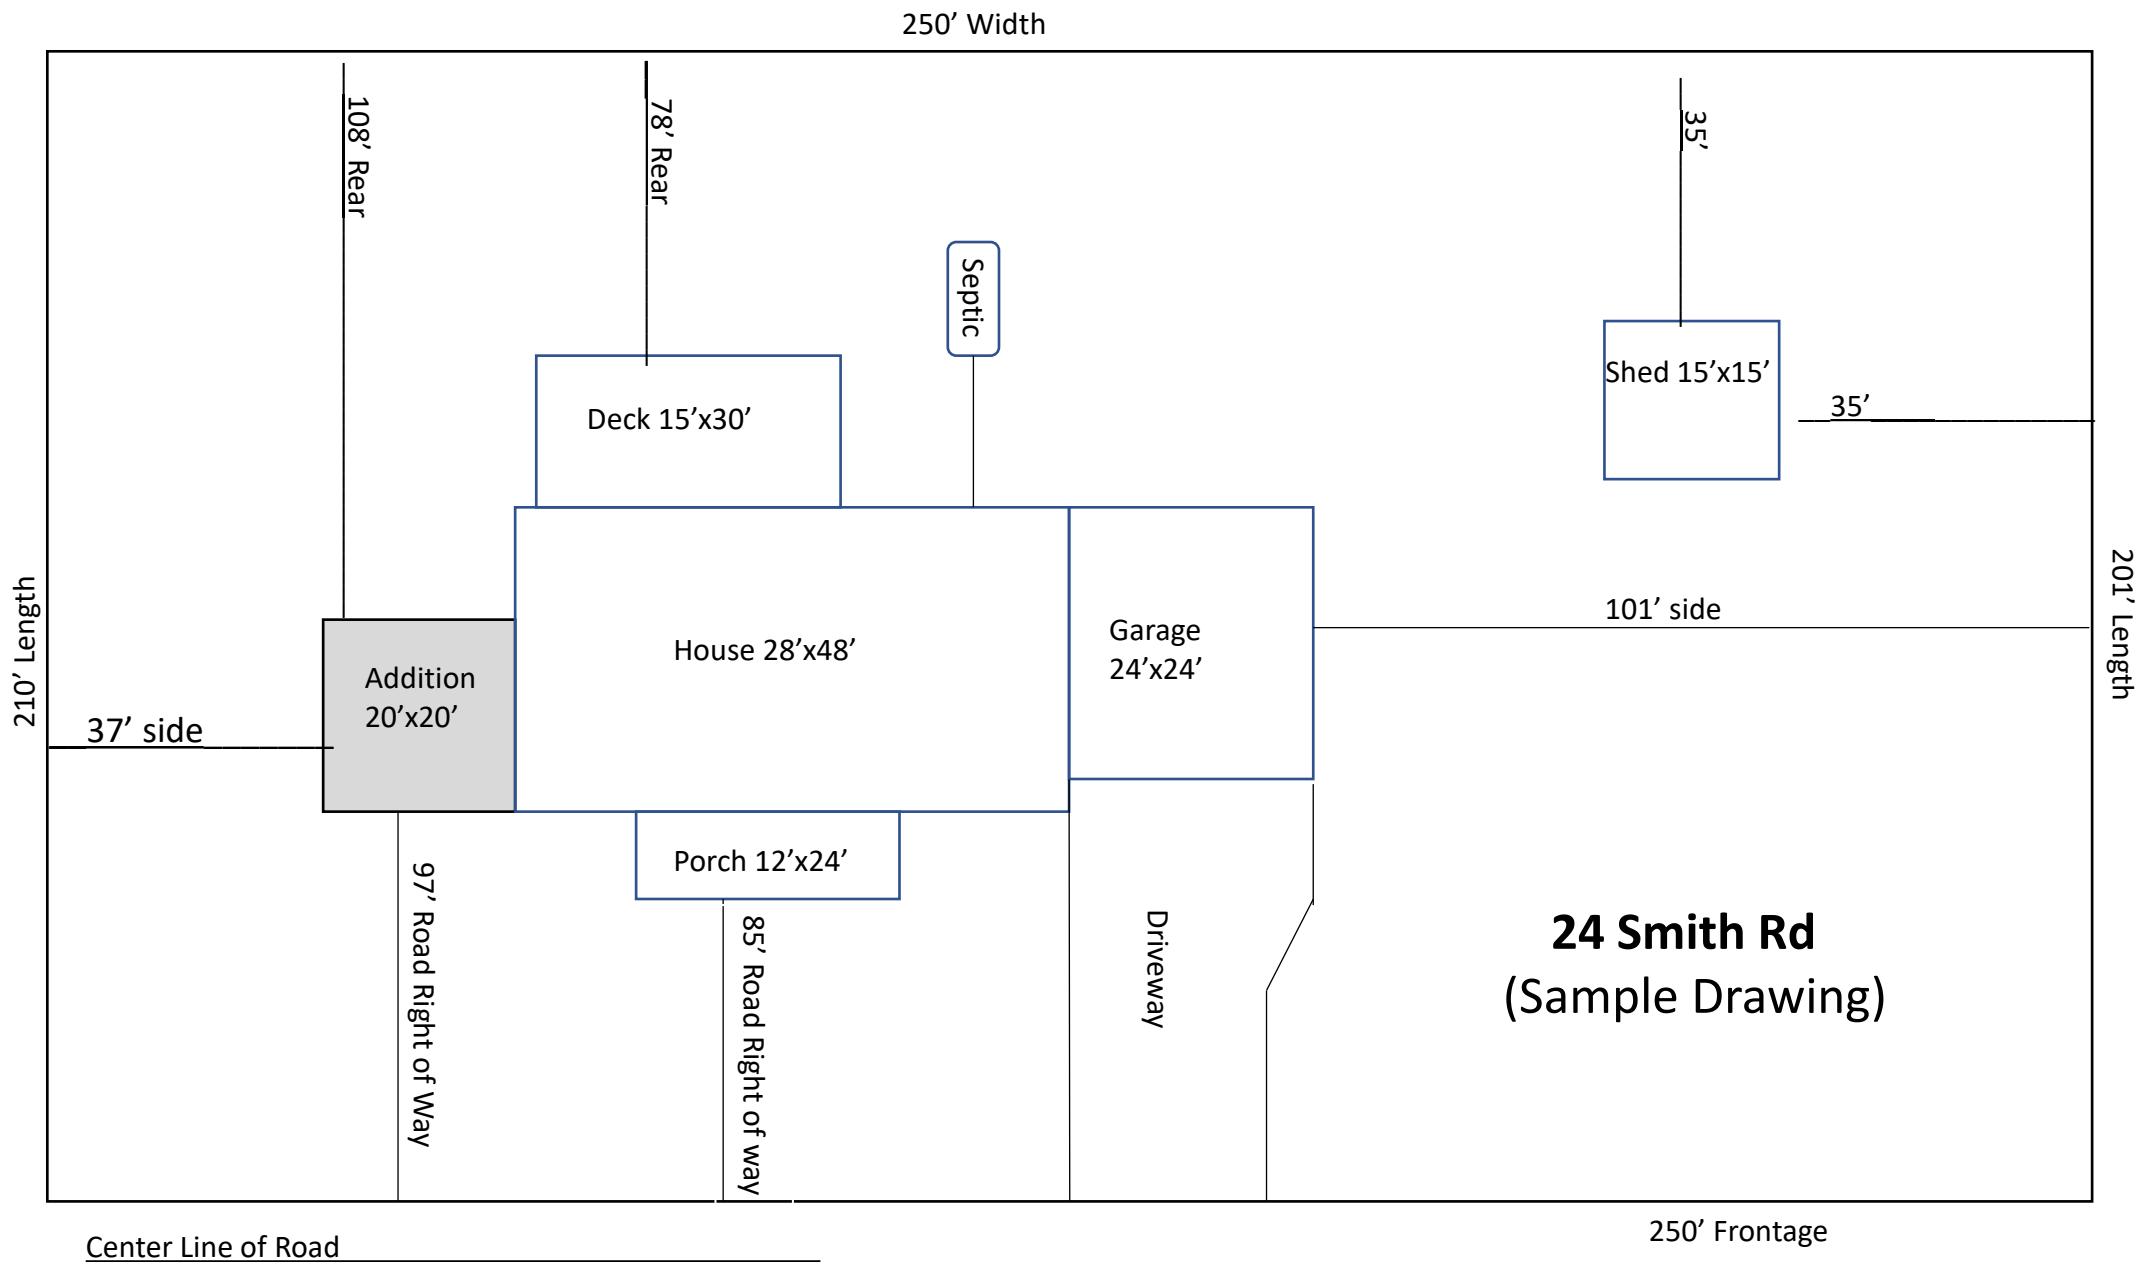 250’ Width
108’ Rear
78’ Rear
35’
Septic
Shed 15’x15’
35’
Deck 15’x30’
210’ Length
201’ Length
101’ side
House 28’x48’
Garage
24’x24’
Addition
20’x20’
37’ side
Porch 12’x24’
97’ Road Right of Way
85’ Road Right of way
Driveway
24 Smith Rd
(Sample Drawing)
250’ Frontage
Center Line of Road